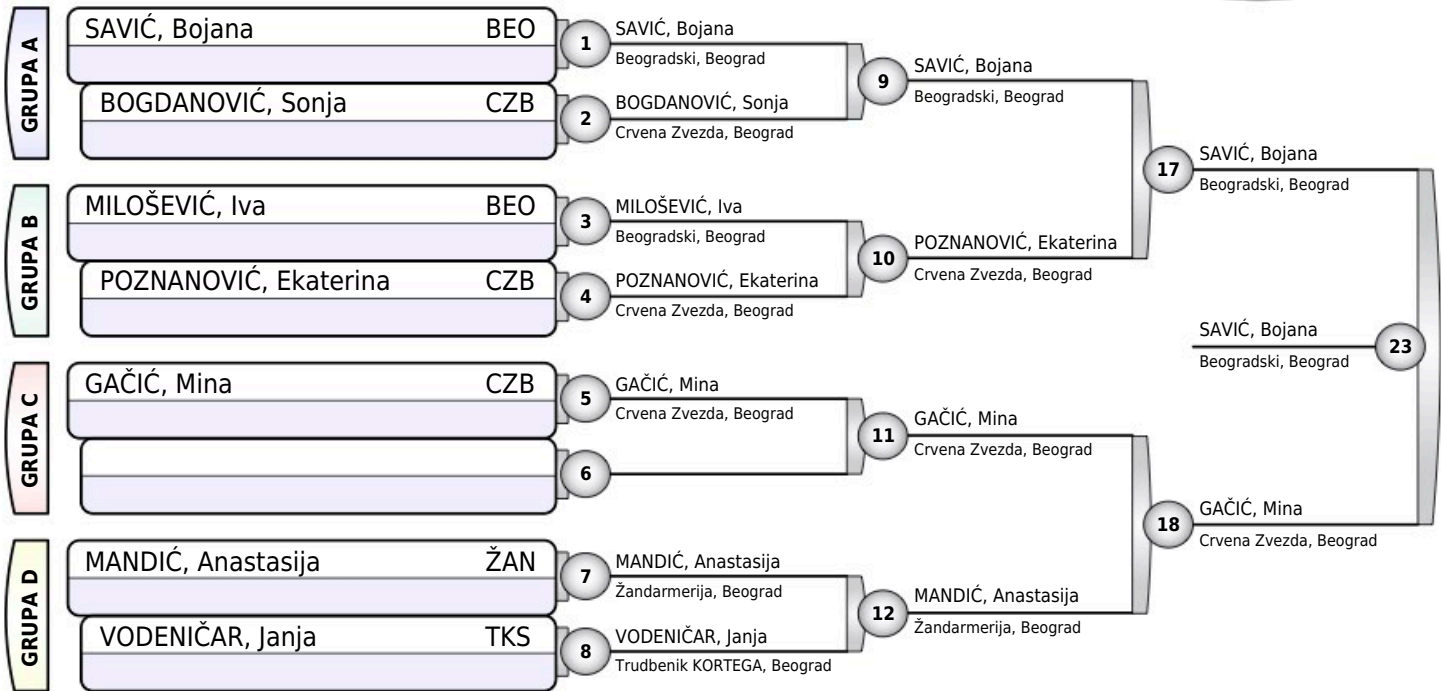 GRUPA A
SAVIĆ, Bojana BEO
BOGDANOVIĆ, Sonja CZB
GRUPA B
MILOŠEVIĆ, Iva BEO
POZNANOVIĆ, Ekaterina CZB
GRUPA C
GAČIĆ, Mina CZB
GRUPA D
MANDIĆ, Anastasija ŽAN
VODENIČAR, Janja TKS
1
SAVIĆ, Bojana
Beogradski, Beograd
2
BOGDANOVIĆ, Sonja
Crvena Zvezda, Beograd
3
MILOŠEVIĆ, Iva
Beogradski, Beograd
4
POZNANOVIĆ, Ekaterina
Crvena Zvezda, Beograd
5
GAČIĆ, Mina
Crvena Zvezda, Beograd
6
7
MANDIĆ, Anastasija
Žandarmerija, Beograd
8
VODENIČAR, Janja
Trudbenik KORTEGA, Beograd
9
SAVIĆ, Bojana
Beogradski, Beograd
10
POZNANOVIĆ, Ekaterina
Crvena Zvezda, Beograd
11
GAČIĆ, Mina
Crvena Zvezda, Beograd
12
MANDIĆ, Anastasija
Žandarmerija, Beograd
17
SAVIĆ, Bojana
Beogradski, Beograd
18
GAČIĆ, Mina
Crvena Zvezda, Beograd
SAVIĆ, Bojana
Beogradski, Beograd
23